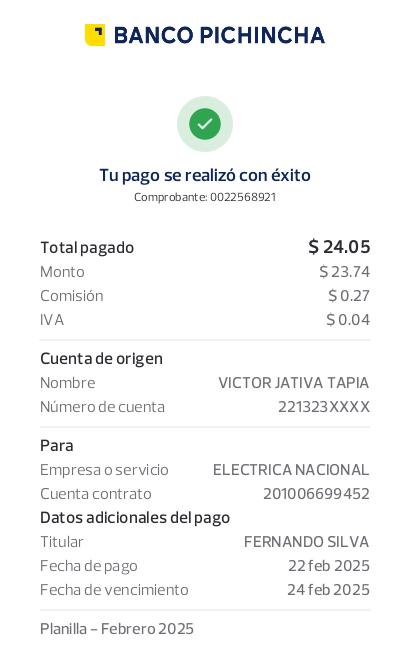 BANCO PICHINCHA
Tu pago se realizó con éxito
Comprobante: 0022568921
Total pagado $ 24.05
Monto $ 23.74
Comisión $ 0.27
IVA $ 0.04
Cuenta de origen
Nombre VICTOR JATIVA TAPIA
Número de cuenta 221323XXXX
Para
Empresa o servicio ELECTRICA NACIONAL
Cuenta contrato 201006699452
Datos adicionales del pago
Titular FERNANDO SILVA
Fecha de pago 22 feb 2025
Fecha de vencimiento 24 feb 2025
Planilla – Febrero 2025